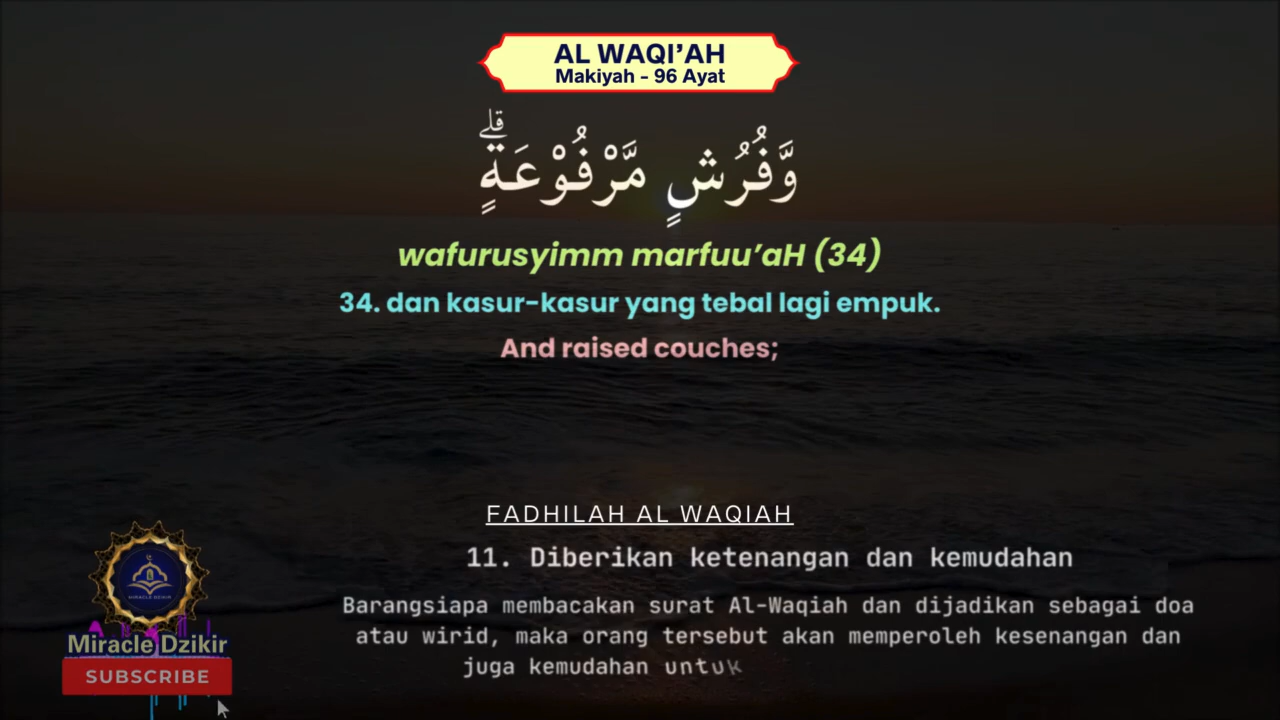 AL WAQI’AH
Makiyah - 96 Ayat
وَّفُرُشٍ مَّرْفُوْعَةٍۗ
wafurusyimm marfuu’aH (34)
34. dan kasur-kasur yang tebal lagi empuk.
And raised couches;
FADHILAH AL WAQIAH
11. Diberikan ketenangan dan kemudahan
Barangsiapa membacakan surat Al-Waqiah dan dijadikan sebagai doa
atau wirid, maka orang tersebut akan memperoleh kesenangan dan
juga kemudahan untuk
MIRACLE DZIKIR
Miracle Dzikir
SUBSCRIBE